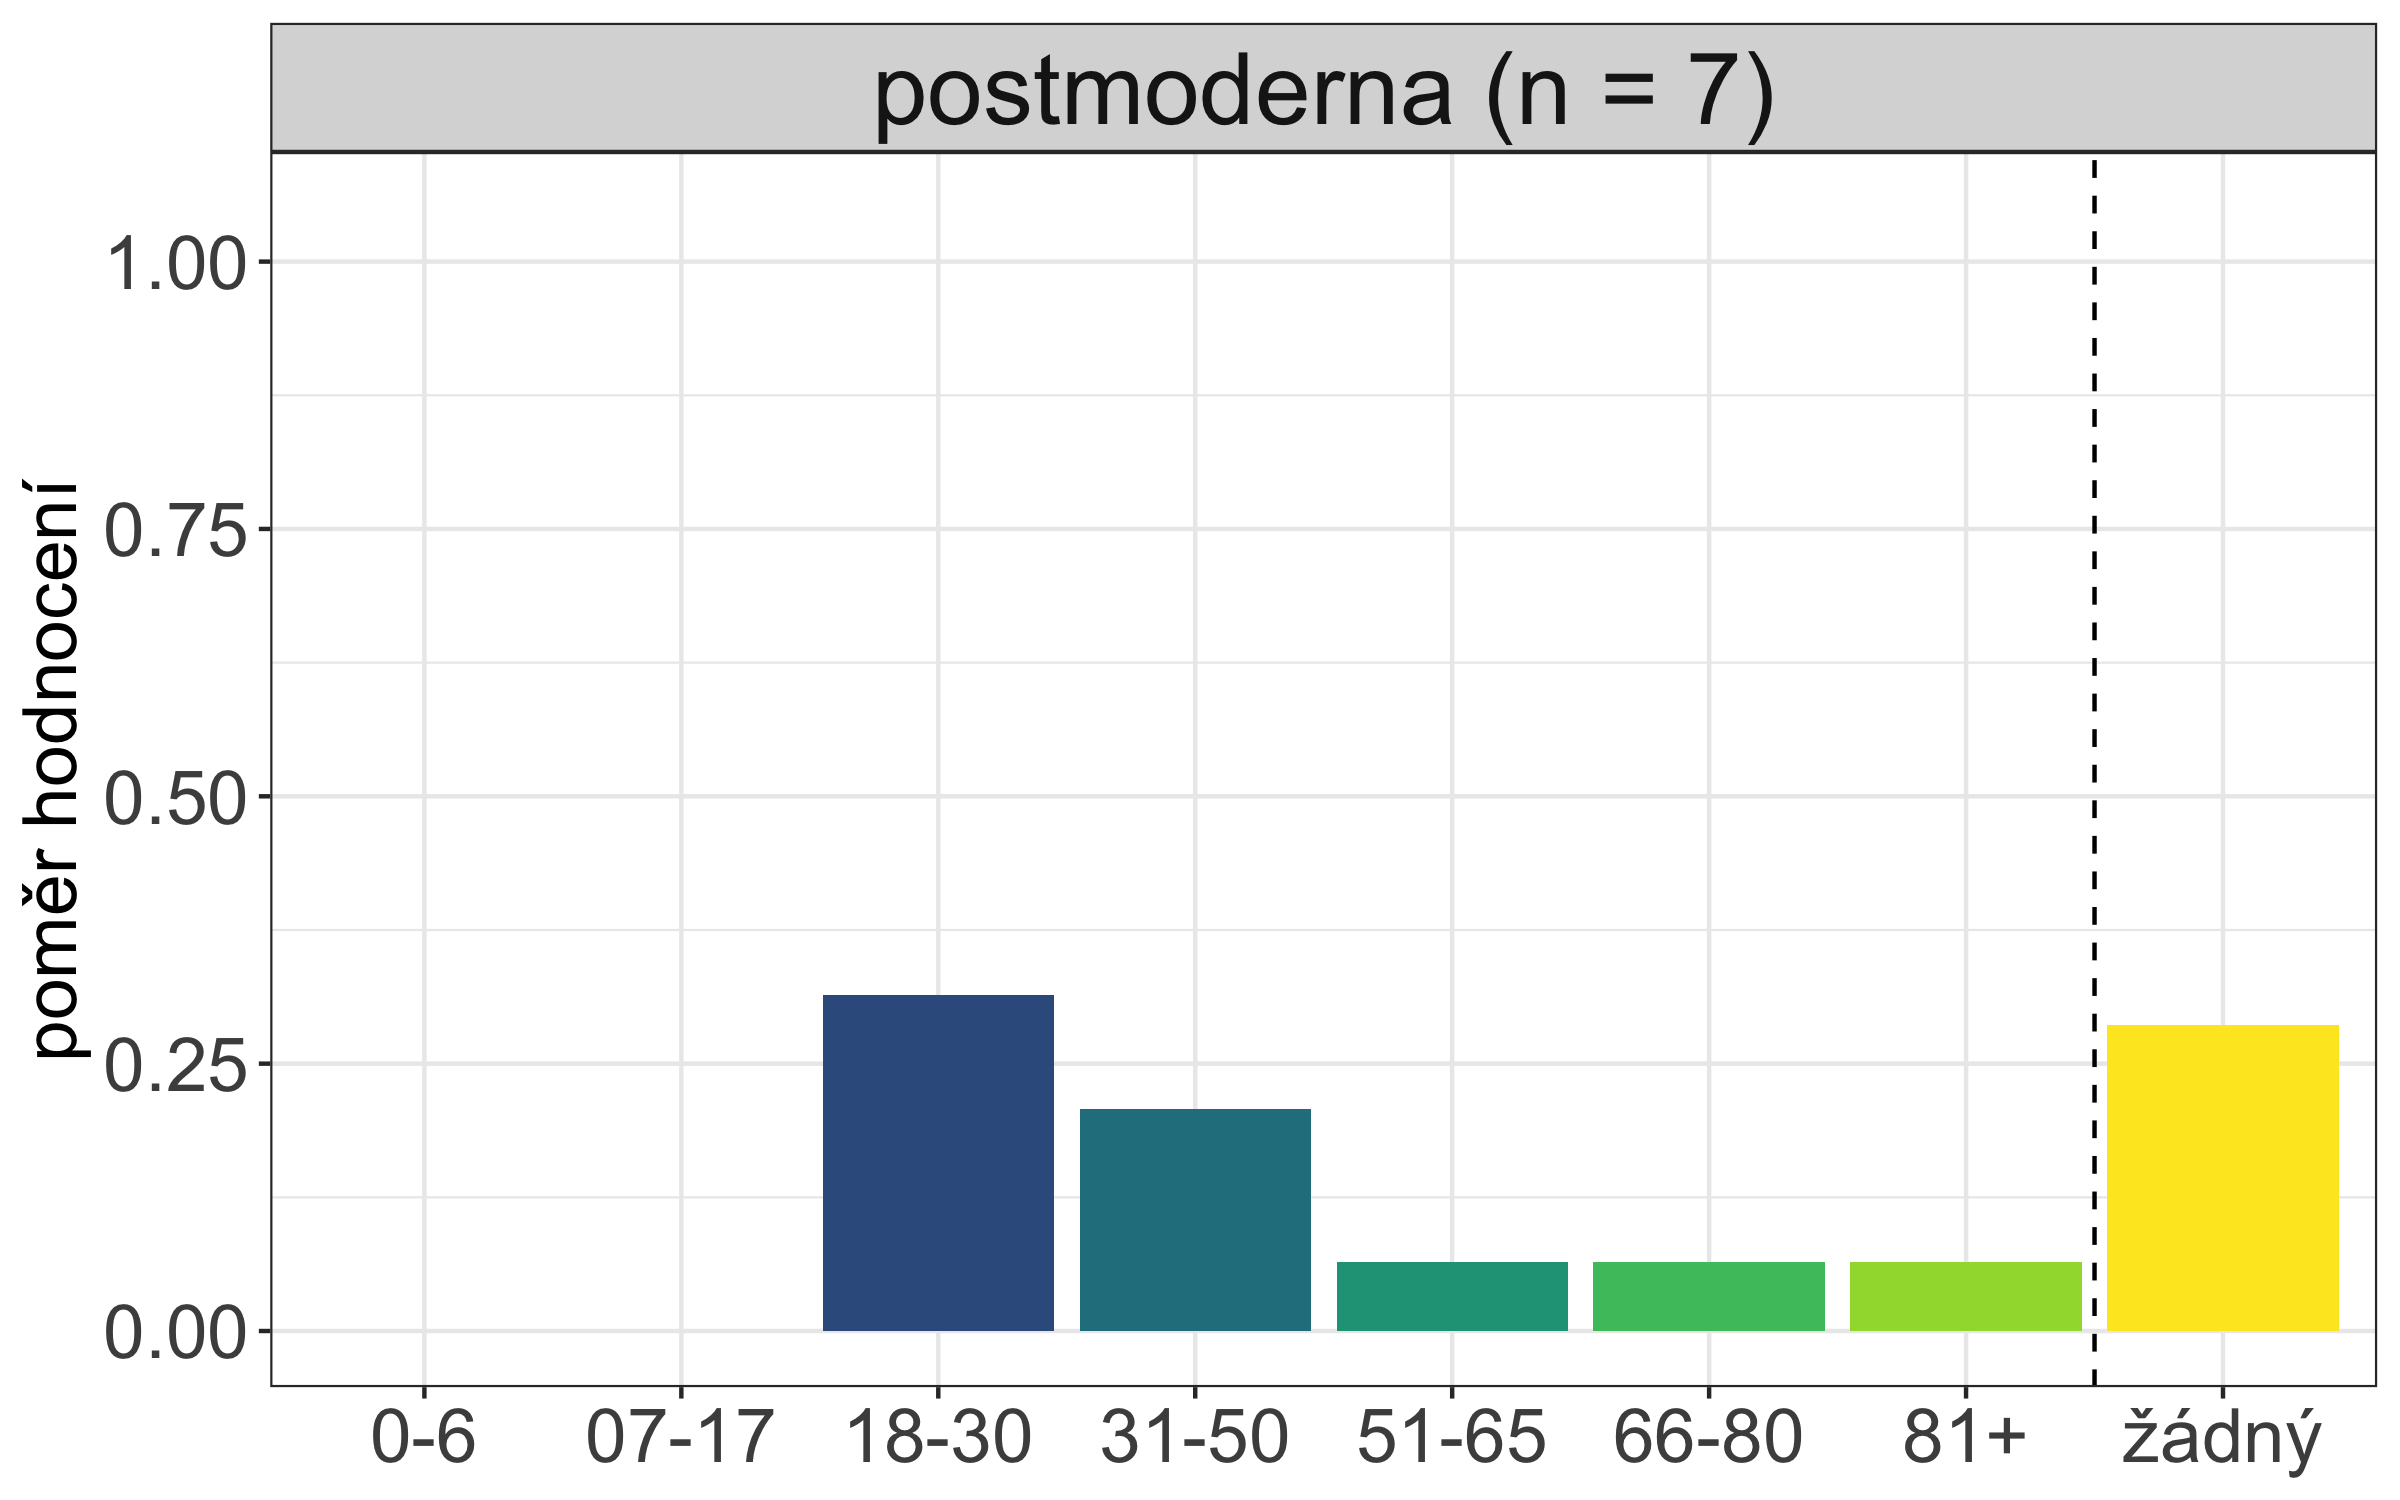 postmoderna (n = 7)
poměr hodnocení
1.00
0.75
0.50
0.25
0.00
0-6 07-17 18-30 31-50 51-65 66-80 81+ žádný